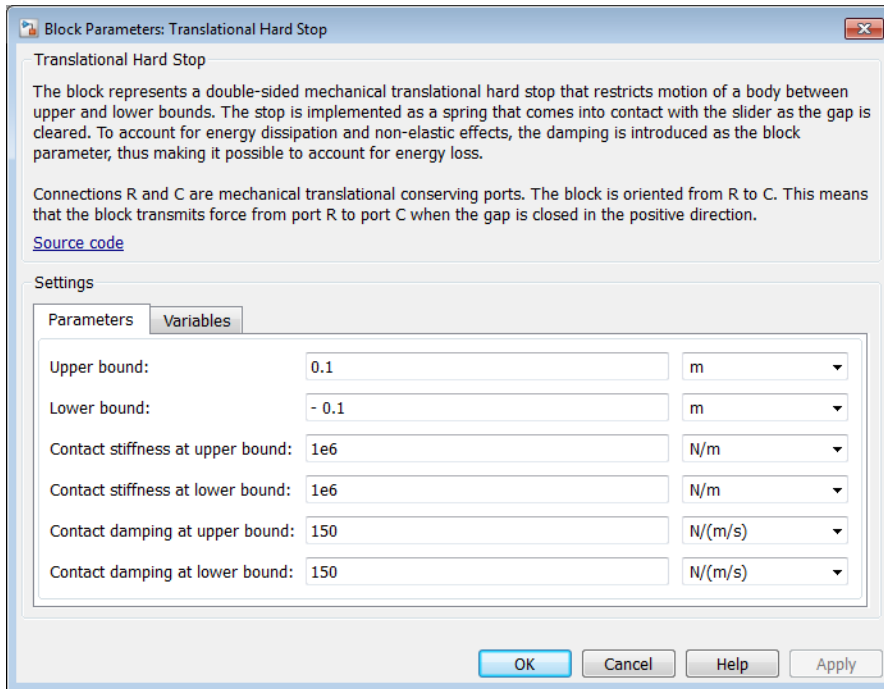 Block Parameters: Translational Hard Stop
Translational Hard Stop
The block represents a double-sided mechanical translational hard stop that restricts motion of a body between
upper and lower bounds. The stop is implemented as a spring that comes into contact with the slider as the gap is
cleared. To account for energy dissipation and non-elastic effects, the damping is introduced as the block
parameter, thus making it possible to account for energy loss.
Connections R and C are mechanical translational conserving ports. The block is oriented from R to C. This means
that the block transmits force from port R to port C when the gap is closed in the positive direction.
Source code
Settings
Parameters Variables
Upper bound: 0.1 m
Lower bound: - 0.1 m
Contact stiffness at upper bound: 1e6 N/m
Contact stiffness at lower bound: 1e6 N/m
Contact damping at upper bound: 150 N/(m/s)
Contact damping at lower bound: 150 N/(m/s)
OK Cancel Help Apply